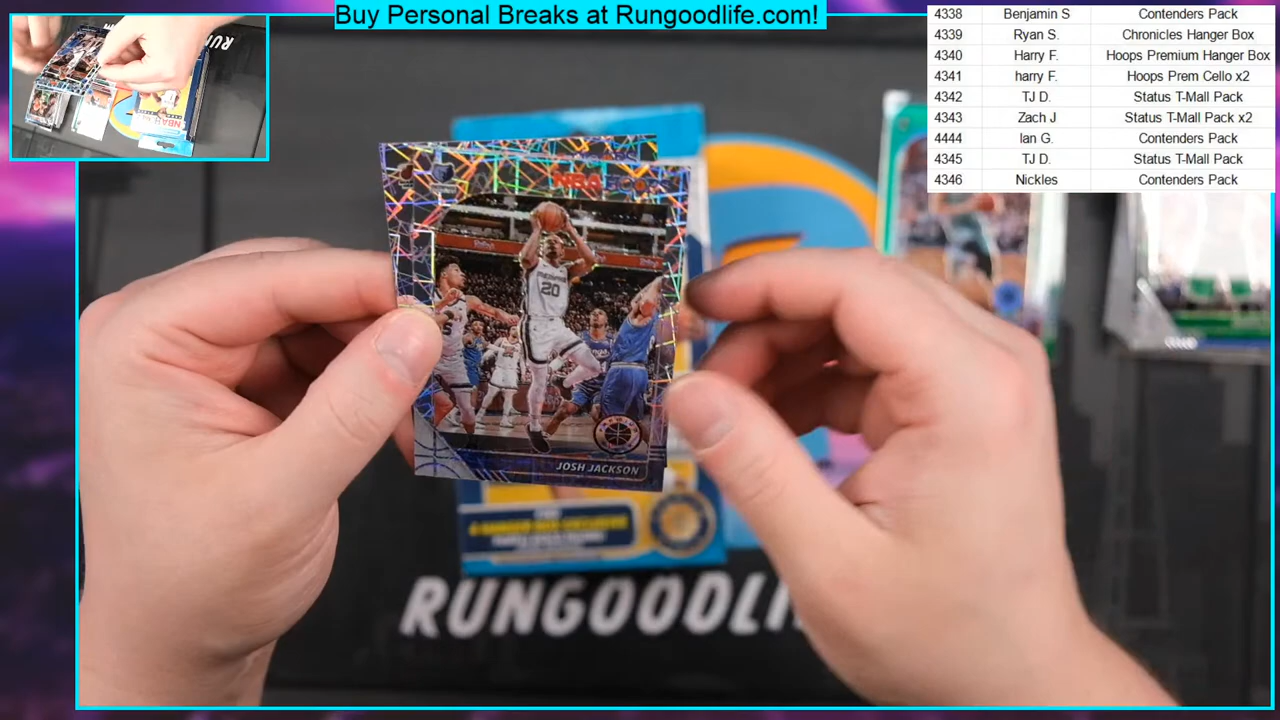 Buy Personal Breaks at Rungoodlife.com!
4338 Benjamin S Contenders Pack
4339 Ryan S. Chronicles Hanger Box
4340 Harry F. Hoops Premium Hanger Box
4341 harry F. Hoops Prem Cello x2
4342 TJ D. Status T-Mall Pack
4343 Zach J Status T-Mall Pack x2
4444 Ian G. Contenders Pack
4345 TJ D. Status T-Mall Pack
4346 Nickles Contenders Pack
RUN
20
JOSH JACKSON
RUNGOODLI